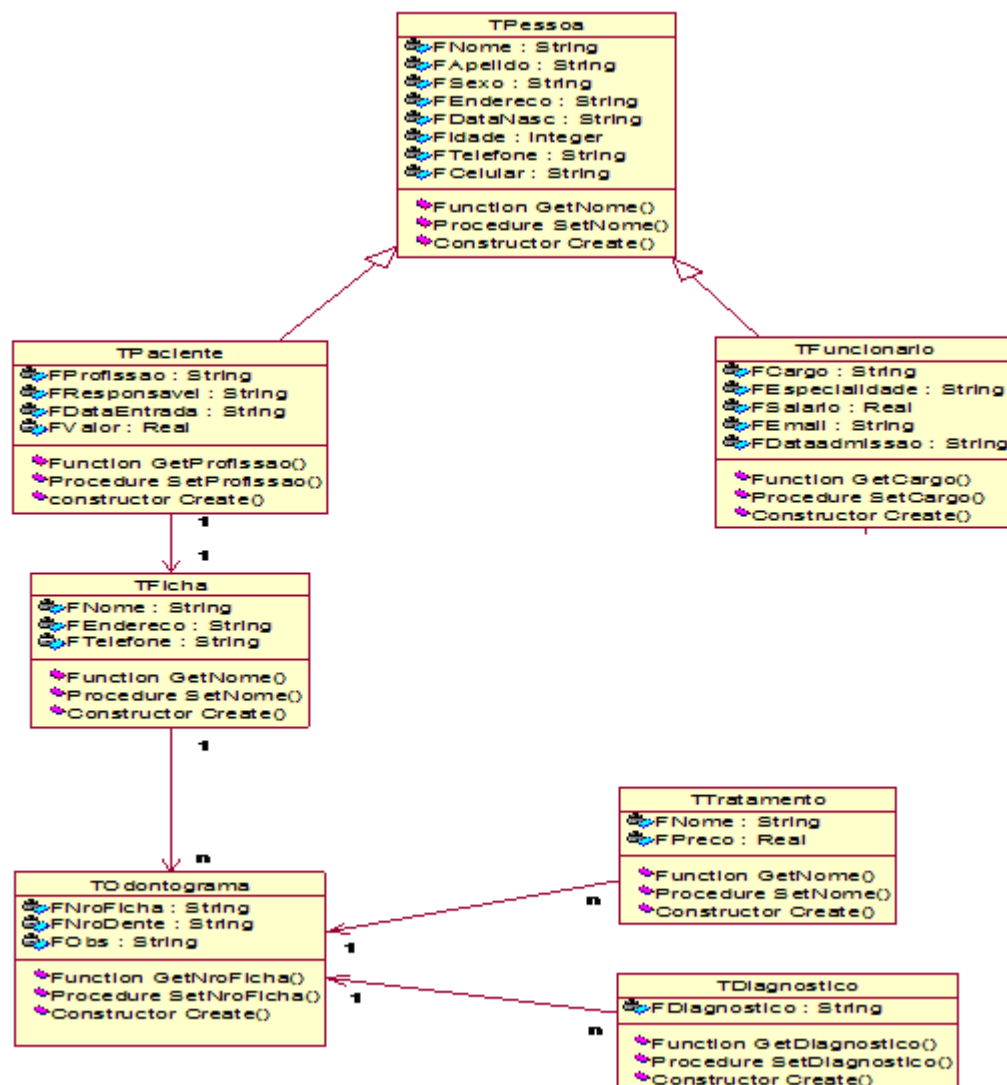 TPessoa
FNome : String
FApelido : String
FSexo : String
FEndereco : String
FDataNasc : String
FIdade : Integer
FTelefone : String
FCelular : String
Function GetNome()
Procedure SetNome()
Constructor Create()
TPaciente
FProfissao : String
FResponsavel : String
FDataEntrada : String
FValor : Real
Function GetProfissao()
Procedure SetProfissao()
constructor Create()
TFuncionario
FCargo : String
FEspecialidade : String
FSalario : Real
FEmail : String
FDataadmissao : String
Function GetCargo()
Procedure SetCargo()
Constructor Create()
1
1
TFicha
FNome : String
FEndereco : String
FTelefone : String
Function GetNome()
Procedure SetNome()
Constructor Create()
1
n
TOdontograma
FNroFicha : String
FNroDente : String
FObs : String
Function GetNroFicha()
Procedure SetNroFicha()
Constructor Create()
TTratamento
FNome : String
FPreco : Real
Function GetNome()
Procedure SetNome()
Constructor Create()
n
1
TDiagnostico
FDiagnostico : String
Function GetDiagnostico()
Procedure SetDiagnostico()
Constructor Create()
1
n